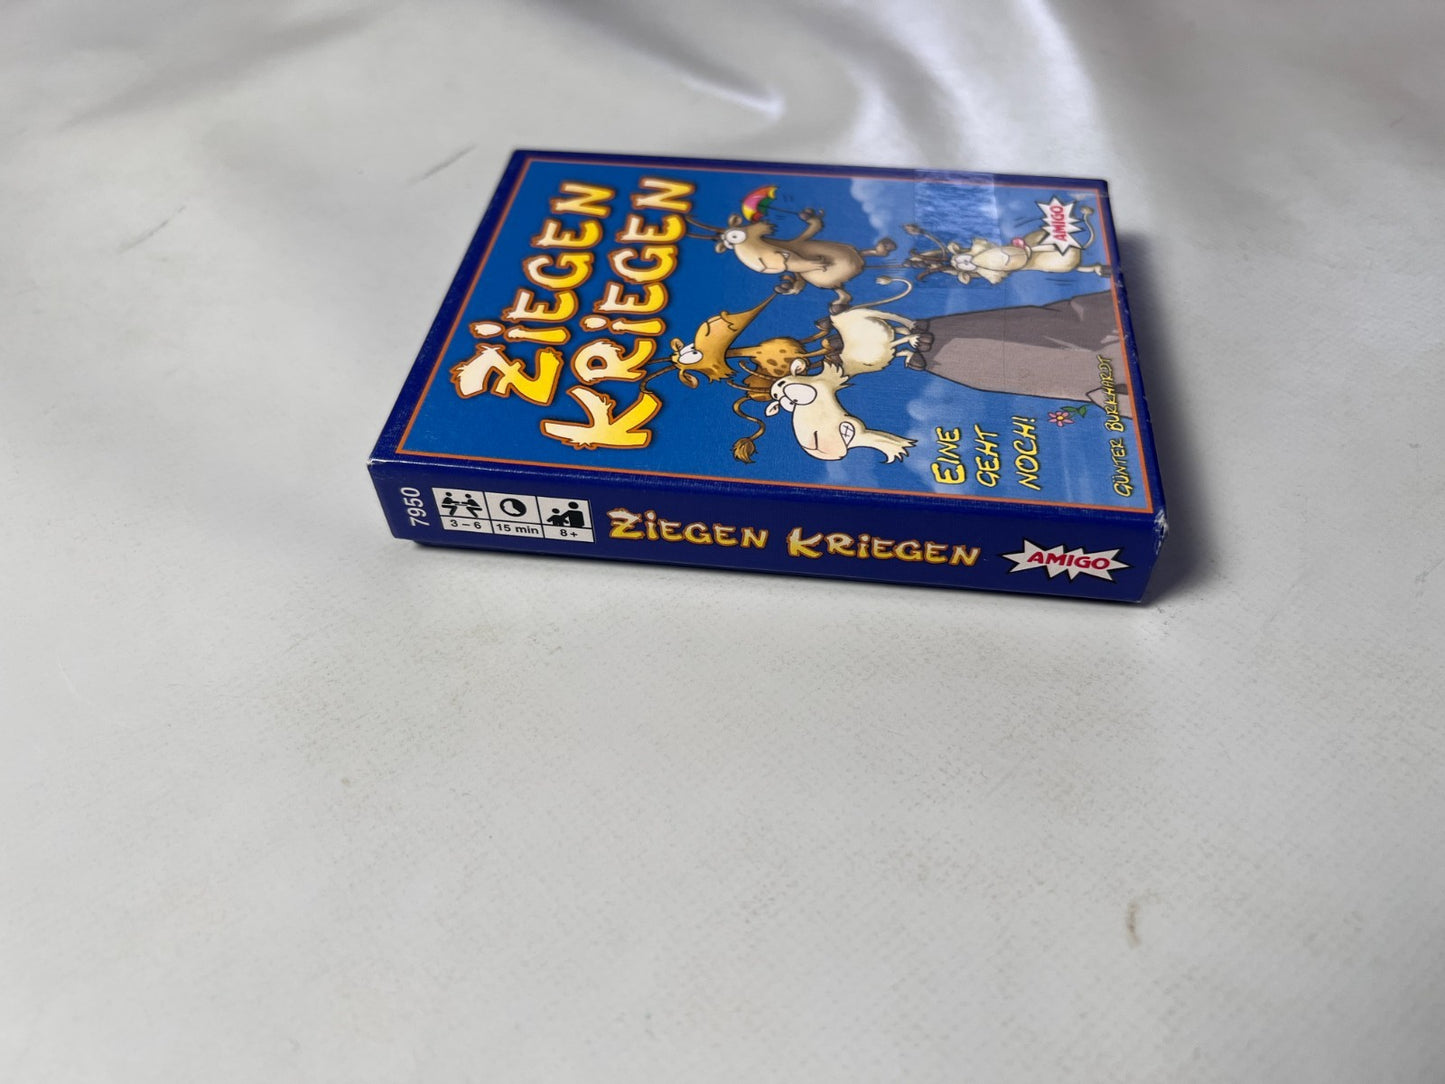 ZIEGEN
KRIEGEN
AMIGO
EINE
GEHT
NOCH!
GÜNTER BURKHARDT
7950
3 – 6
15 min
8 +
ZIEGEN KRIEGEN
AMIGO